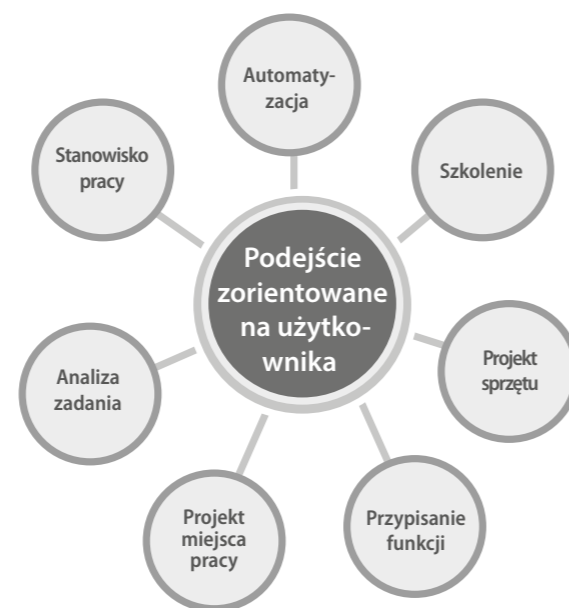 Automaty-
zacja
Stanowisko
pracy
Szkolenie
Podejście
zorientowane
na użytko-
wnika
Projekt
sprzętu
Analiza
zadania
Projekt
miejsca
pracy
Przypisanie
funkcji